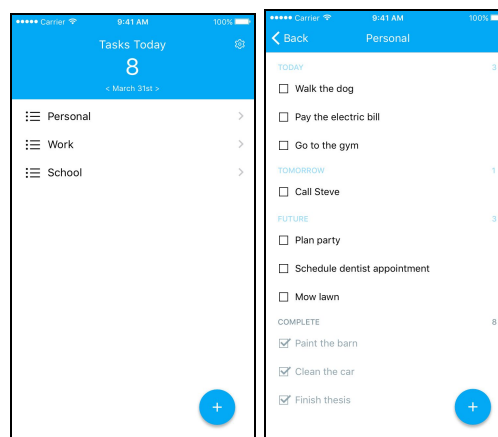 Carrier 9:41 AM 100%
Tasks Today
8
< March 31st >
Personal
Work
School
+
Carrier 9:41 AM 100%
Back Personal
TODAY 3
Walk the dog
Pay the electric bill
Go to the gym
TOMORROW 1
Call Steve
FUTURE 3
Plan party
Schedule dentist appointment
Mow lawn
COMPLETE 8
Paint the barn
Clean the car
Finish thesis
+